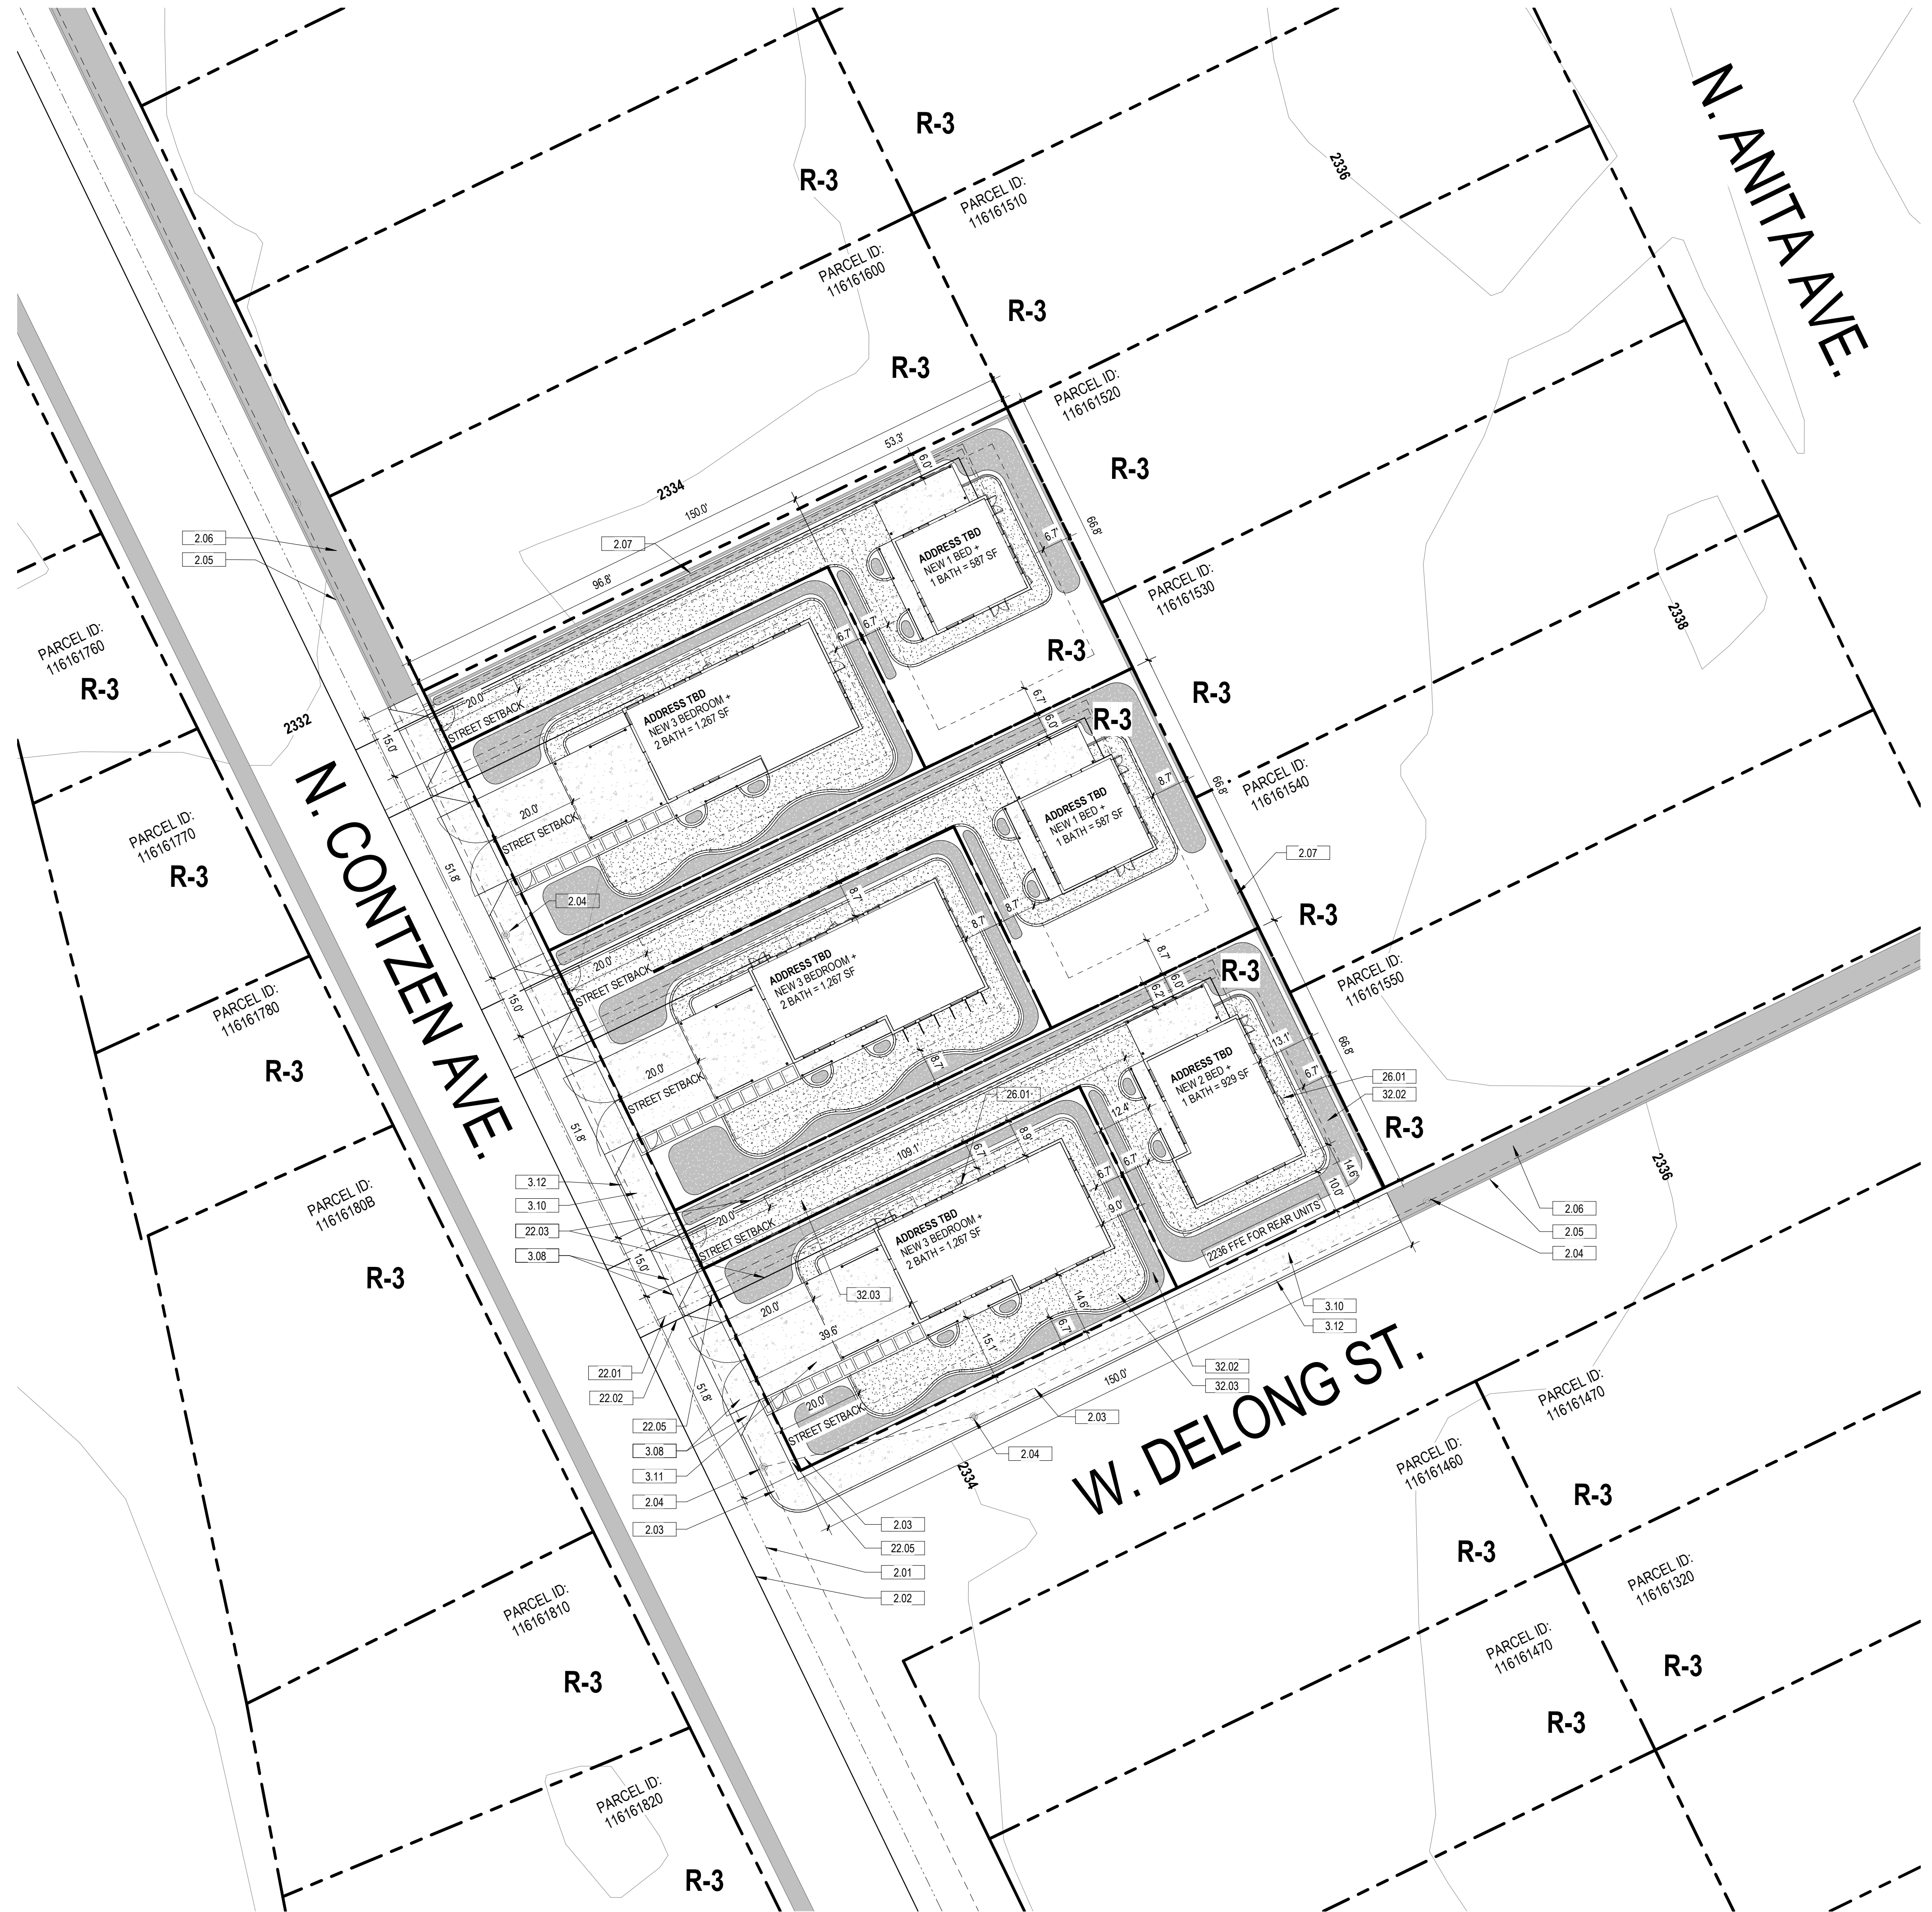 N. ANITA AVE.
R-3
R-3
2336
PARCEL ID:
116161510
PARCEL ID:
116161600
R-3
R-3
PARCEL ID:
116161520
53.3'
6.0'
R-3
2334
150.0'
66.8'
2.06
2.05
2.07
96.8'
ADDRESS TBD
NEW 1 BED +
1 BATH = 587 SF
6.7'
PARCEL ID:
116161530
2338
6.7'
6.7'
PARCEL ID:
116161760
R-3
R-3
R-3
20.0'
STREET SETBACK
ADDRESS TBD
NEW 3 BEDROOM +
2 BATH = 1,267 SF
6.7'
6.0'
R-3
2332
15.0'
N. CONTZEN AVE.
8.7'
66.8'
PARCEL ID:
116161540
20.0'
STREET SETBACK
ADDRESS TBD
NEW 1 BED +
1 BATH = 587 SF
PARCEL ID:
116161770
R-3
51.8'
2.07
2.04
8.7'
8.7'
8.7'
R-3
20.0'
STREET SETBACK
ADDRESS TBD
NEW 3 BEDROOM +
2 BATH = 1,267 SF
8.7'
6.0'
6.2'
R-3
PARCEL ID:
116161550
PARCEL ID:
116161780
R-3
15.0'
13.1'
66.8'
20.0'
STREET SETBACK
8.7'
ADDRESS TBD
NEW 2 BED +
1 BATH = 929 SF
6.7'
26.01
32.02
26.01
12.4'
R-3
51.8'
109.1'
6.7'
8.9'
2336
3.12
3.10
22.03
3.08
6.7'
6.7'
9.0'
14.6'
10.0'
PARCEL ID:
11616180B
R-3
20.0'
STREET SETBACK
ADDRESS TBD
NEW 3 BEDROOM +
2 BATH = 1,267 SF
2236 FFE FOR REAR UNITS
2.06
2.05
2.04
15.0'
32.03
20.0'
39.6'
14.6'
6.7'
15.1'
3.10
3.12
22.01
22.02
51.8'
20.0'
STREET SETBACK
32.02
32.03
150.0'
W. DELONG ST.
22.05
3.08
3.11
2.04
2.03
2.03
2.04
2334
PARCEL ID:
116161470
PARCEL ID:
116161460
R-3
R-3
2.03
22.05
2.01
2.02
PARCEL ID:
116161320
PARCEL ID:
116161810
R-3
PARCEL ID:
116161470
R-3
R-3
PARCEL ID:
116161820
R-3